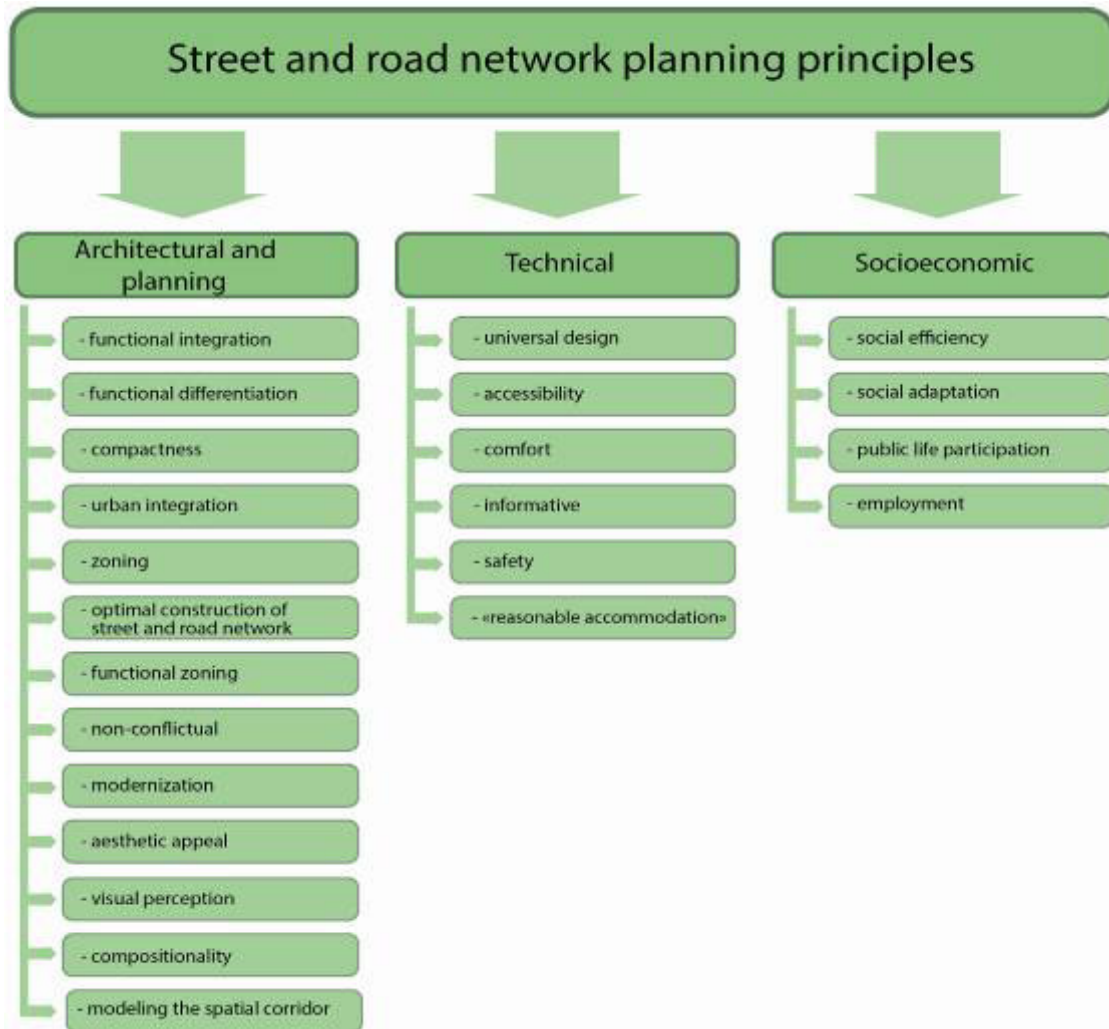 Street and road network planning principles
Architectural and
planning
- functional integration
- functional differentiation
- compactness
- urban integration
- zoning
- optimal construction of
street and road network
- functional zoning
- non-conflictual
- modernization
- aesthetic appeal
- visual perception
- compositionality
- modeling the spatial corridor
Technical
- universal design
- accessibility
- comfort
- informative
- safety
- «reasonable accommodation»
Socioeconomic
- social efficiency
- social adaptation
- public life participation
- employment